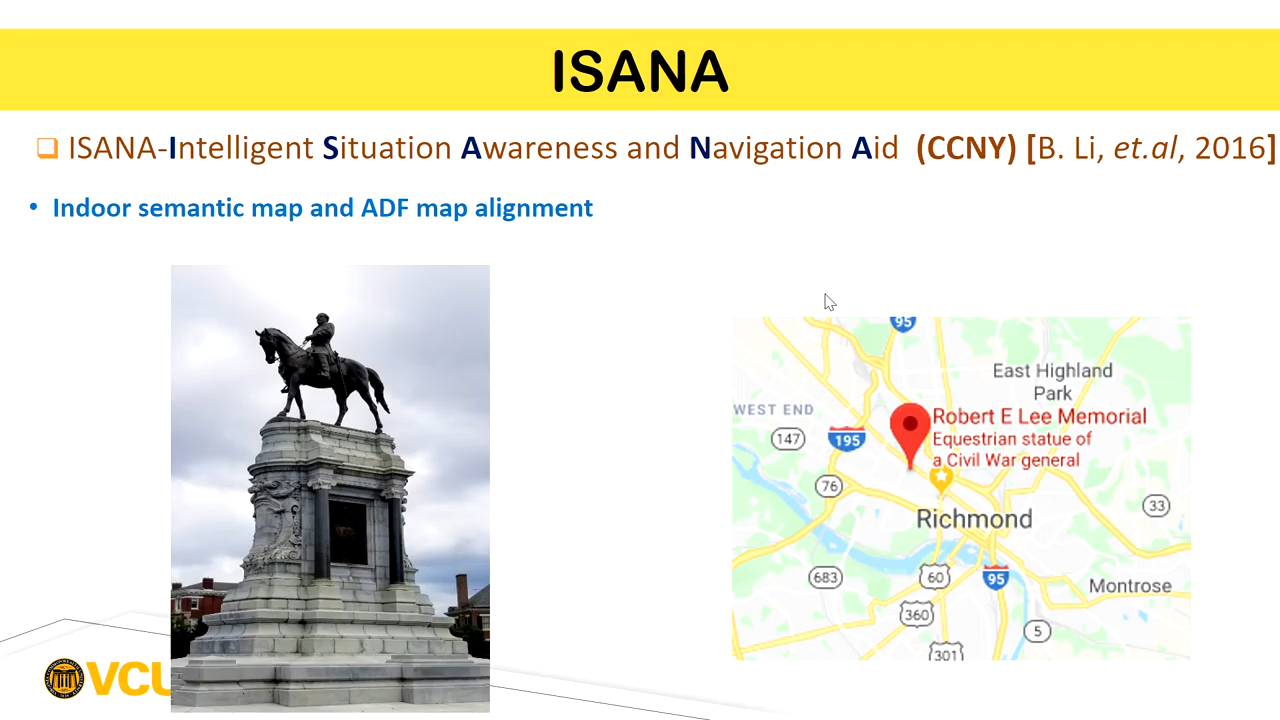 ISANA
ISANA-Intelligent Situation Awareness and Navigation Aid (CCNY) [B. Li, et.al, 2016]
• Indoor semantic map and ADF map alignment
95
East Highland
Park
WEST END
Robert E Lee Memorial
147
195
Equestrian statue of
a Civil War general
76
33
Richmond
683
60
95
Montrose
360
5
301
VCU